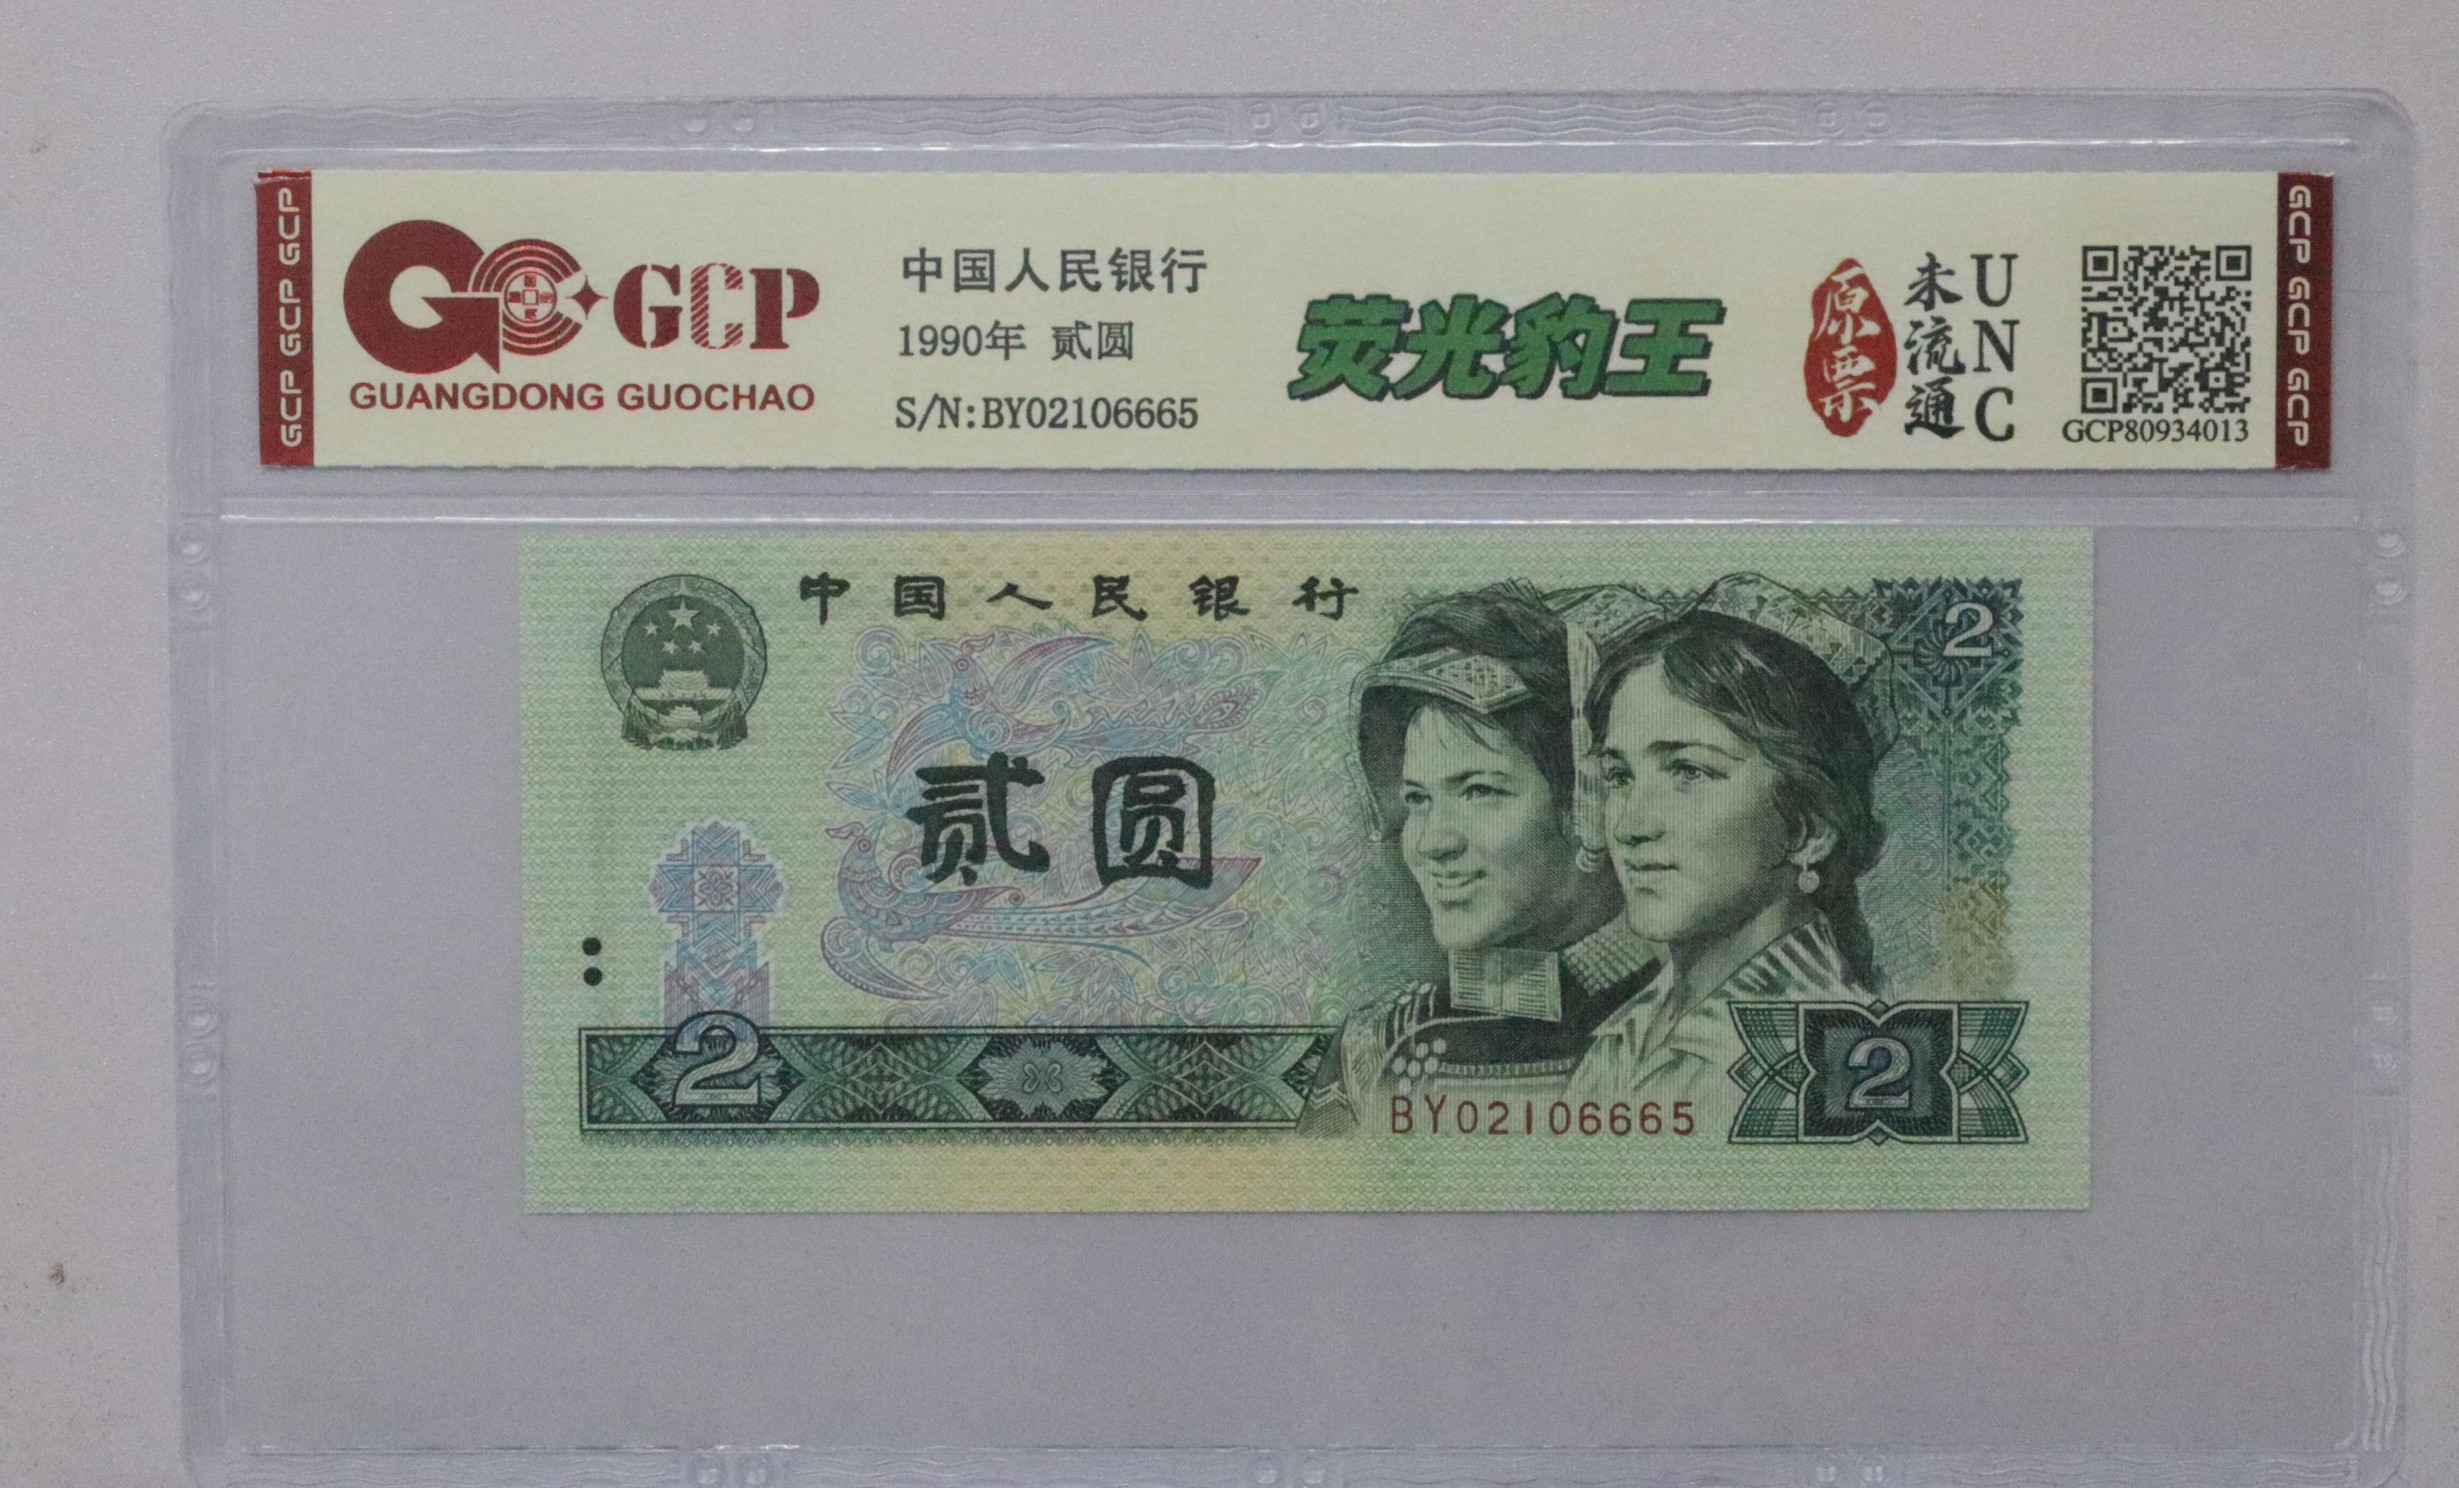 GCP GCP GCP
GCP
GUANGDONG GUOCHAO
中国人民银行
1990年 贰圆
S/N:BY02106665
荧光豹王
原票
未流通
UNC
GCP80934013
GCP GCP GCP
中国人民银行
2
贰圆
2
BY02106665
2